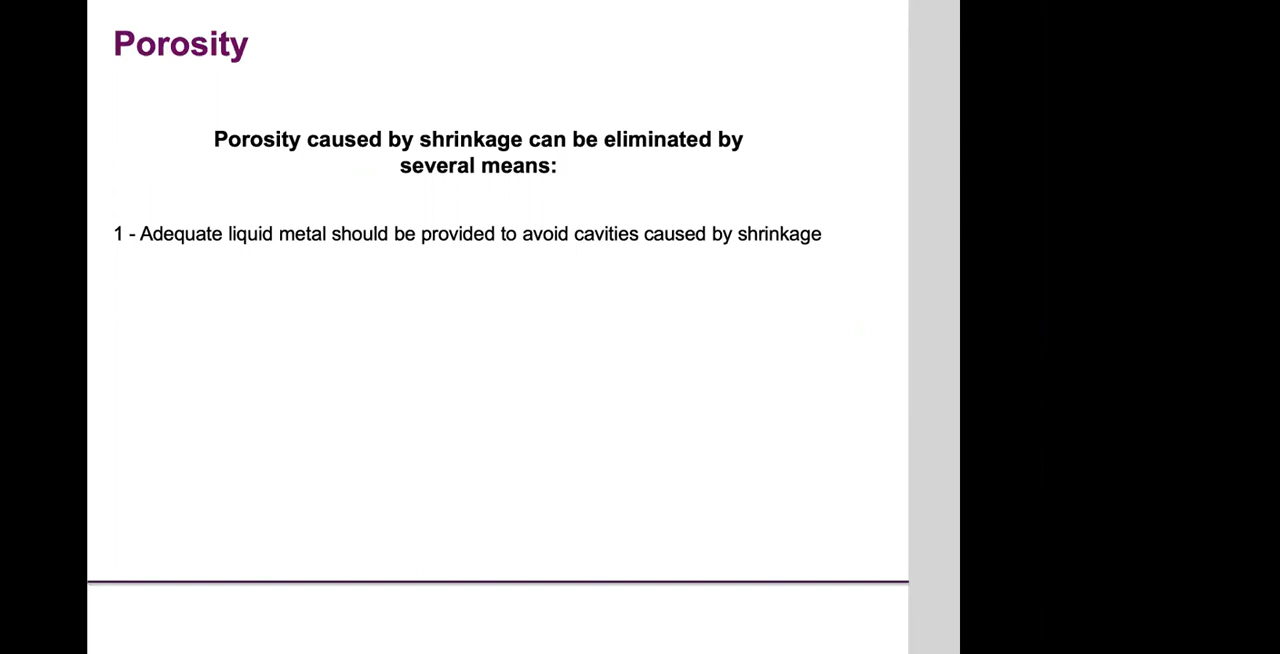 Porosity
Porosity caused by shrinkage can be eliminated by
several means:
1 - Adequate liquid metal should be provided to avoid cavities caused by shrinkage